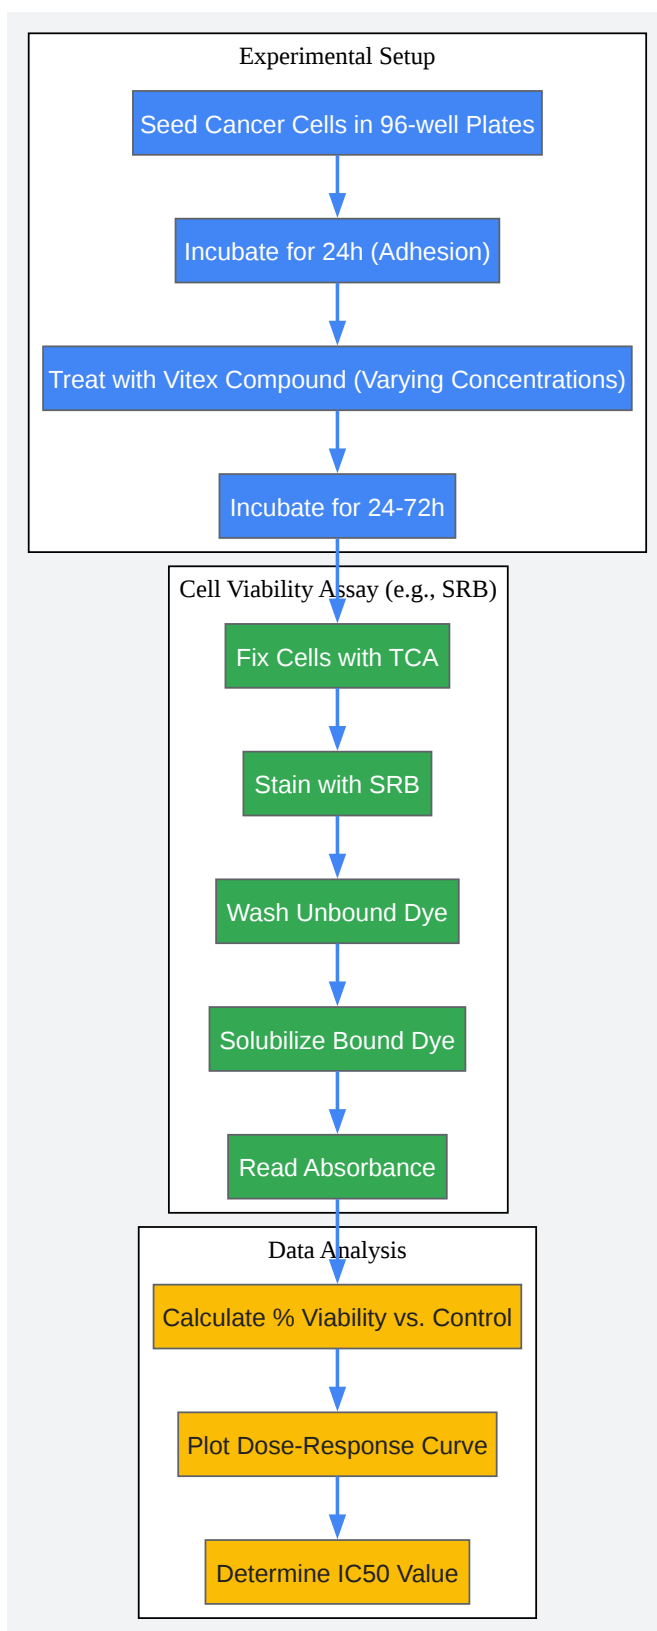 Experimental Setup
Seed Cancer Cells in 96-well Plates
Incubate for 24h (Adhesion)
Treat with Vitex Compound (Varying Concentrations)
Incubate for 24-72h
Cell Viability Assay (e.g., SRB)
Fix Cells with TCA
Stain with SRB
Wash Unbound Dye
Solubilize Bound Dye
Read Absorbance
Data Analysis
Calculate % Viability vs. Control
Plot Dose-Response Curve
Determine IC50 Value